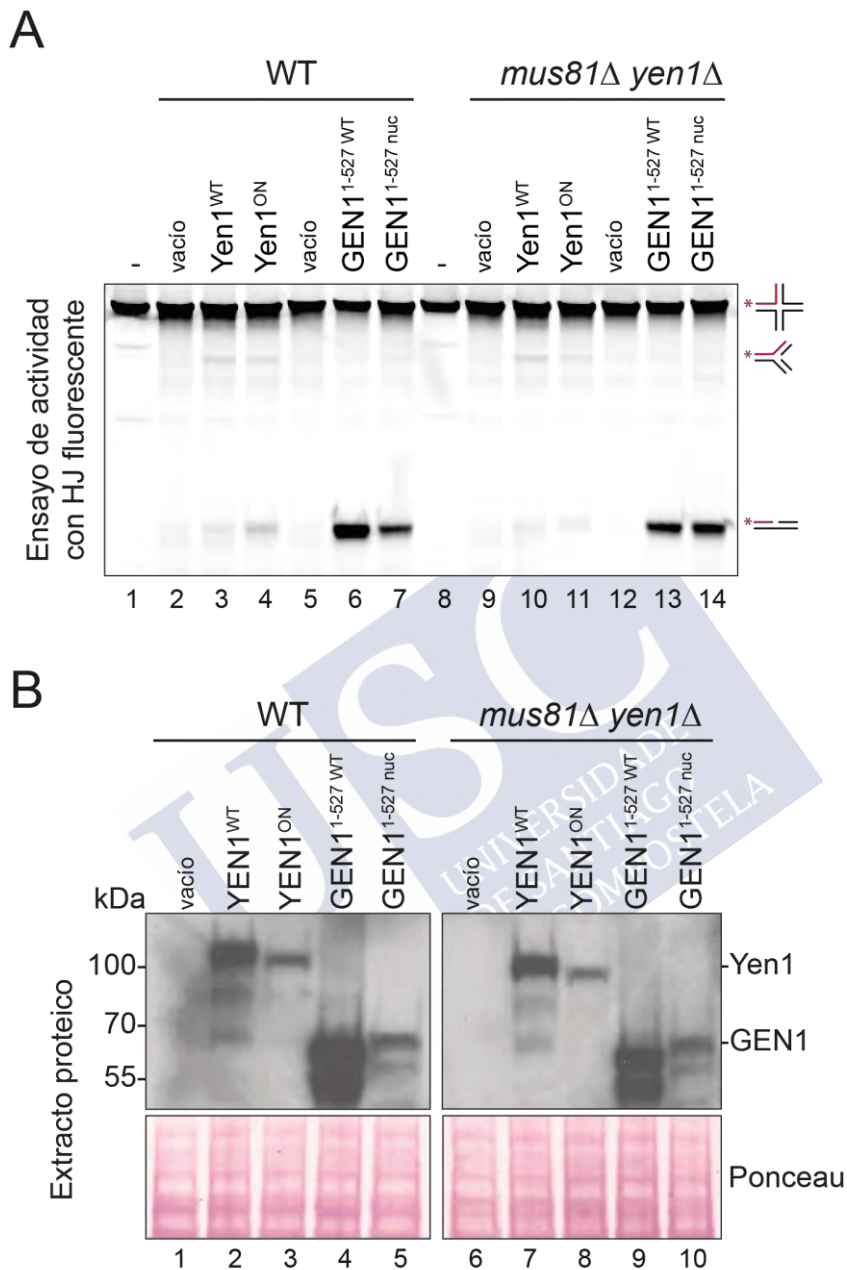 A
WT
mus81Δ yen1Δ
-
vacío
Yen1WT
Yen1ON
vacío
GEN11-527 WT
GEN11-527 nuc
-
vacío
Yen1WT
Yen1ON
vacío
GEN11-527 WT
GEN11-527 nuc
Ensayo de actividad
con HJ fluorescente
*
*
*
1 2 3 4 5 6 7 8 9 10 11 12 13 14
B
WT
mus81Δ yen1Δ
kDa
vacío
YEN1WT
YEN1ON
GEN11-527 WT
GEN11-527 nuc
vacío
YEN1WT
YEN1ON
GEN11-527 WT
GEN11-527 nuc
100-
70-
55-
-Yen1
-GEN1
Extracto proteico
Ponceau
1 2 3 4 5 6 7 8 9 10
USC
UNIVERSIDADE
DE SANTIAGO
DE COMPOSTELA